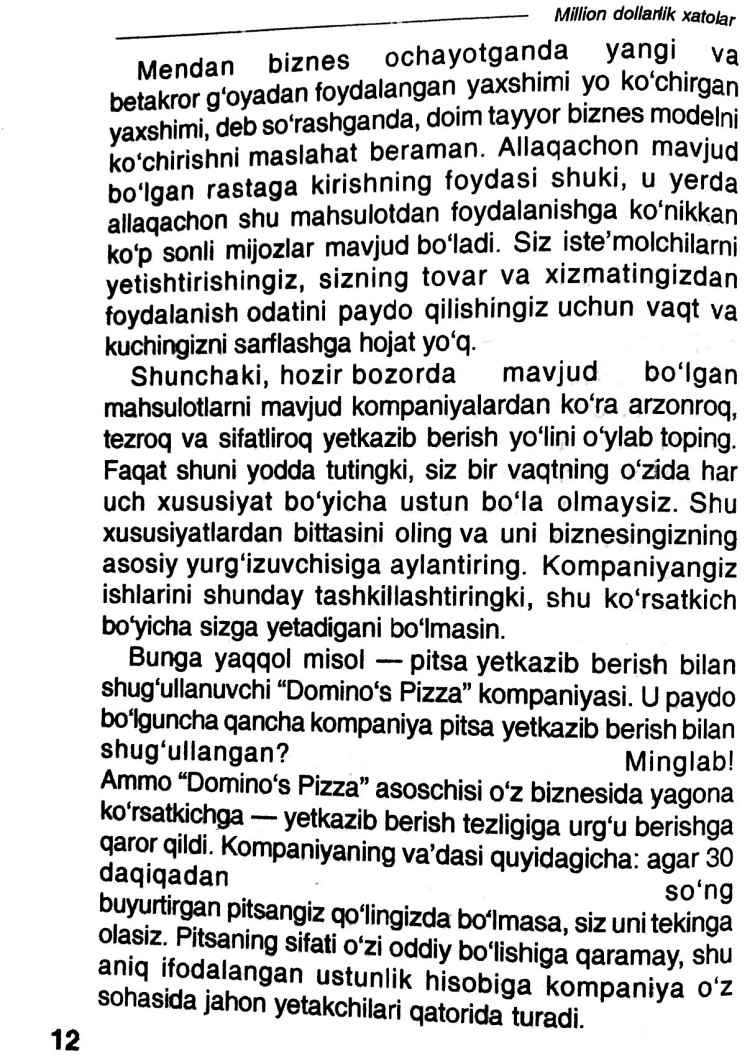 Million dollarlik xatolar
Mendan biznes ochayotganda yangi va
betakror g‘oyadan foydalangan yaxshimi yo ko‘chirgan
yaxshimi, deb so‘rashganda, doim tayyor biznes modelni
ko‘chirishni maslahat beraman. Allaqachon mavjud
bo‘lgan rastaga kirishning foydasi shuki, u yerda
allaqachon shu mahsulotdan foydalanishga ko‘nikkan
ko‘p sonli mijozlar mavjud bo‘ladi. Siz iste’molchilarni
yetishtirishingiz, sizning tovar va xizmatingizdan
foydalanish odatini paydo qilishingiz uchun vaqt va
kuchingizni sarflashga hojat yo‘q.
Shunchaki, hozir bozorda mavjud bo‘lgan
mahsulotlarni mavjud kompaniyalardan ko‘ra arzonroq,
tezroq va sifatliroq yetkazib berish yo‘lini o‘ylab toping.
Faqat shuni yodda tutingki, siz bir vaqtning o‘zida har
uch xususiyat bo‘yicha ustun bo‘la olmaysiz. Shu
xususiyatlardan bittasini oling va uni biznesingizning
asosiy yurg‘izuvchisiga aylantiring. Kompaniyangiz
ishlarini shunday tashkillashtiringki, shu ko‘rsatkich
bo‘yicha sizga yetadigani bo‘lmasin.
Bunga yaqqol misol — pitsa yetkazib berish bilan
shug‘ullanuvchi “Domino‘s Pizza” kompaniyasi. U paydo
bo‘lguncha qancha kompaniya pitsa yetkazib berish bilan
shug‘ullangan? Minglab!
Ammo “Domino‘s Pizza” asoschisi o‘z biznesida yagona
ko‘rsatkichga — yetkazib berish tezligiga urg‘u berishga
qaror qildi. Kompaniyaning va’dasi quyidagicha: agar 30
daqiqadan so‘ng
buyurtirgan pitsangiz qo‘lingizda bo‘lmasa, siz uni tekinga
olasiz. Pitsaning sifati o‘zi oddiy bo‘lishiga qaramay, shu
aniq ifodalangan ustunlik hisobiga kompaniya o‘z
sohasida jahon yetakchilari qatorida turadi.
12